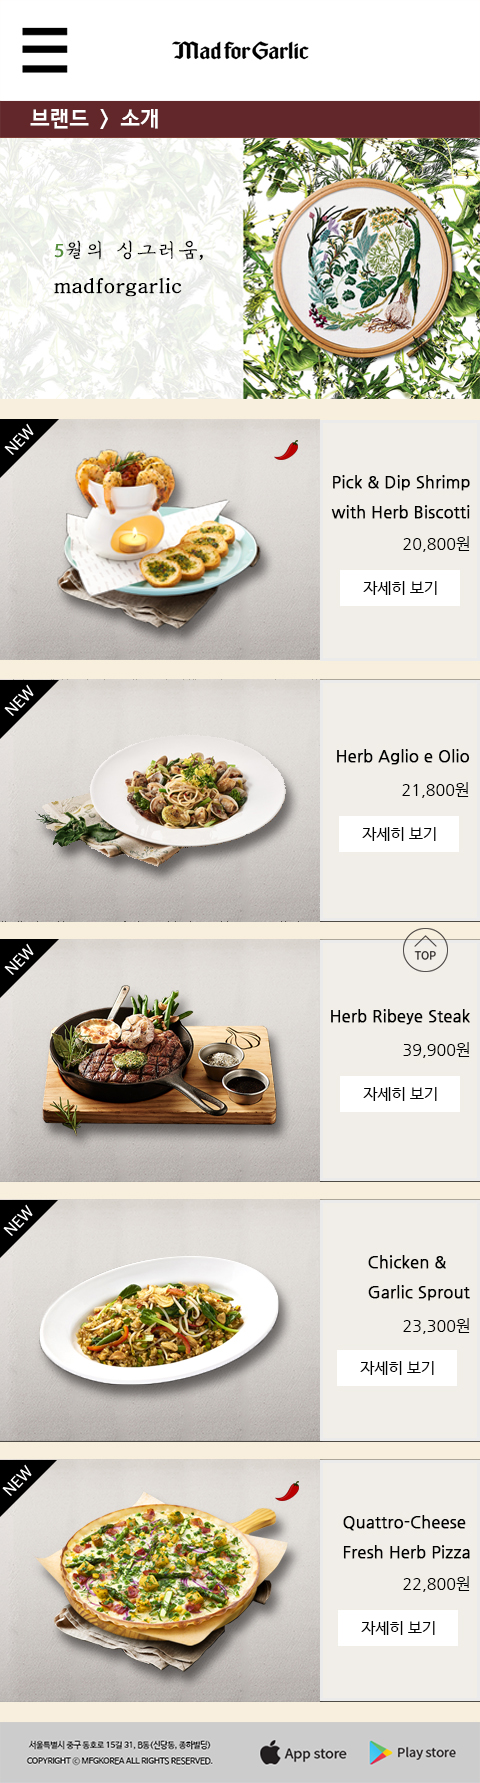 Mad for Garlic
브랜드 〉 소개
5월의 싱그러움,
madforgarlic
NEW
Pick & Dip Shrimp
with Herb Biscotti
20,800원
자세히 보기
NEW
Herb Aglio e Olio
21,800원
자세히 보기
TOP
NEW
Herb Ribeye Steak
39,900원
자세히 보기
NEW
Chicken &
Garlic Sprout
23,300원
자세히 보기
NEW
Quattro-Cheese
Fresh Herb Pizza
22,800원
자세히 보기
서울특별시 중구 동호로 15길 31, B동(신당동, 종하빌딩)
COPYRIGHT ⓒ MFGKOREA ALL RIGHTS RESERVED.
App store
Play store